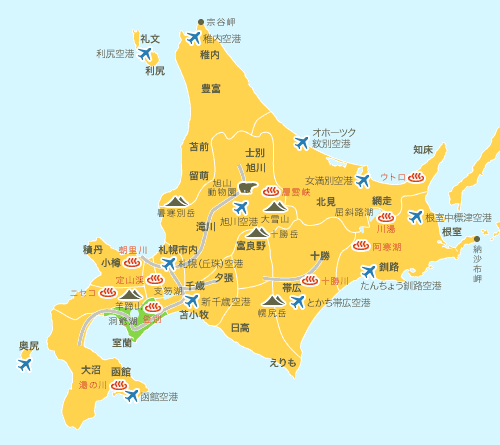 宗谷岬
礼文
稚内空港
利尻空港
稚内
利尻
豊富
オホーツク
紋別空港
苫前
士別
知床
旭川
留萌
ウトロ
旭山
動物園
層雲峡
女満別空港
北見
網走
暑寒別岳
大雪山
屈斜路湖
根室中標津空港
旭川空港
滝川
川湯
十勝岳
根室
納沙布岬
積丹
朝里川
札幌市内
富良野
阿寒湖
小樽
札幌(丘珠)空港
十勝
釧路
定山渓
夕張
十勝川
たんちょう釧路空港
ニセコ
支笏湖
千歳
帯広
羊蹄山
新千歳空港
とかち帯広空港
洞爺湖
登別
苫小牧
幌尻岳
日高
室蘭
奥尻
えりも
大沼
函館
湯の川
函館空港